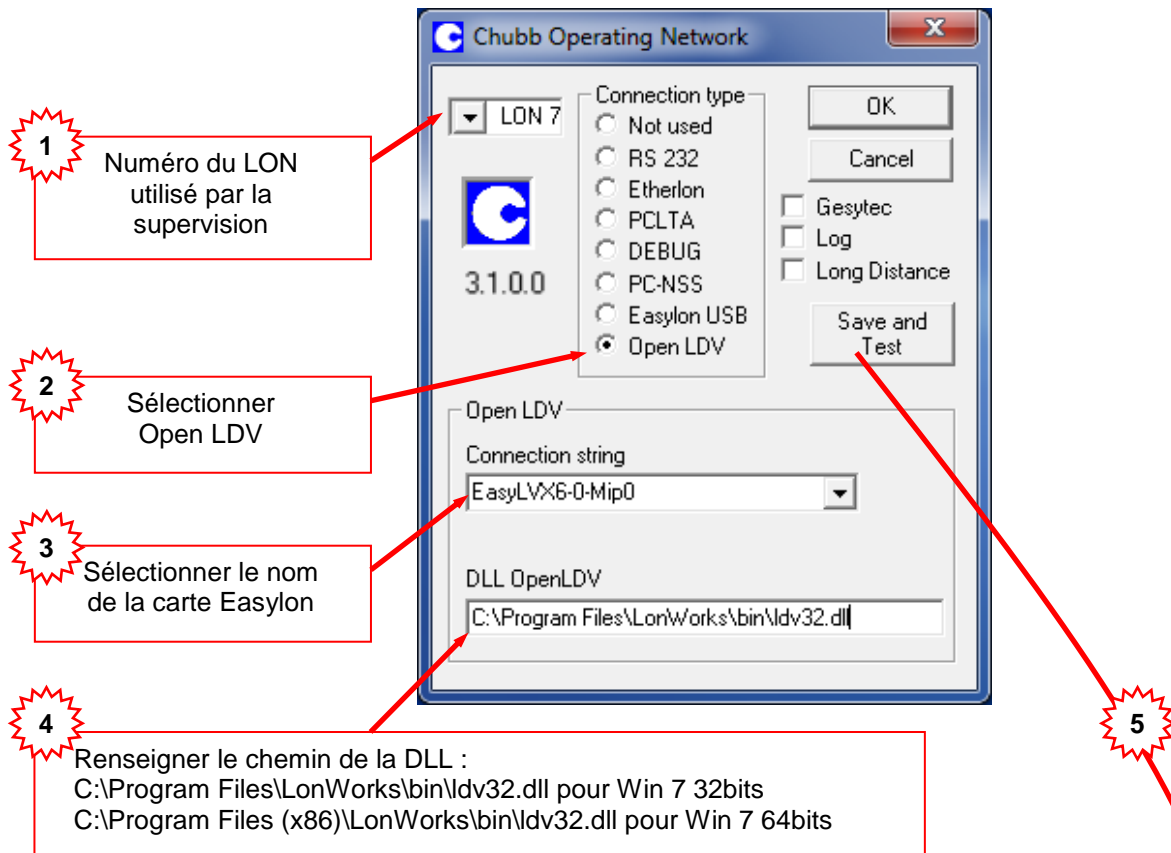 Chubb Operating Network
1
Numéro du LON
utilisé par la
supervision
LON 7
3.1.0.0
Connection type
Not used
RS 232
Etherlon
PCLTA
DEBUG
PC-NSS
Easylon USB
Open LDV
OK
Cancel
Gesytec
Log
Long Distance
Save and
Test
2
Sélectionner
Open LDV
Open LDV
Connection string
EasyLVX6-0-Mip0
3
Sélectionner le nom
de la carte Easylon
DLL OpenLDV
C:\Program Files\LonWorks\bin\ldv32.dll
4
Renseigner le chemin de la DLL :
C:\Program Files\LonWorks\bin\ldv32.dll pour Win 7 32bits
C:\Program Files (x86)\LonWorks\bin\ldv32.dll pour Win 7 64bits
5